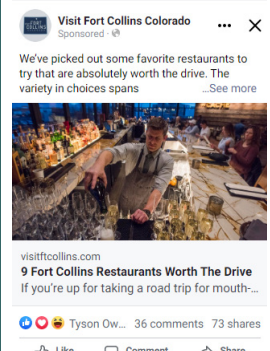 Visit Fort Collins Colorado
Sponsored ·
We've picked out some favorite restaurants to
try that are absolutely worth the drive. The
variety in choices spans ...See more
visitftcollins.com
9 Fort Collins Restaurants Worth The Drive
If you're up for taking a road trip for mouth-...
Tyson Ow... 36 comments 73 shares
Like Comment Share